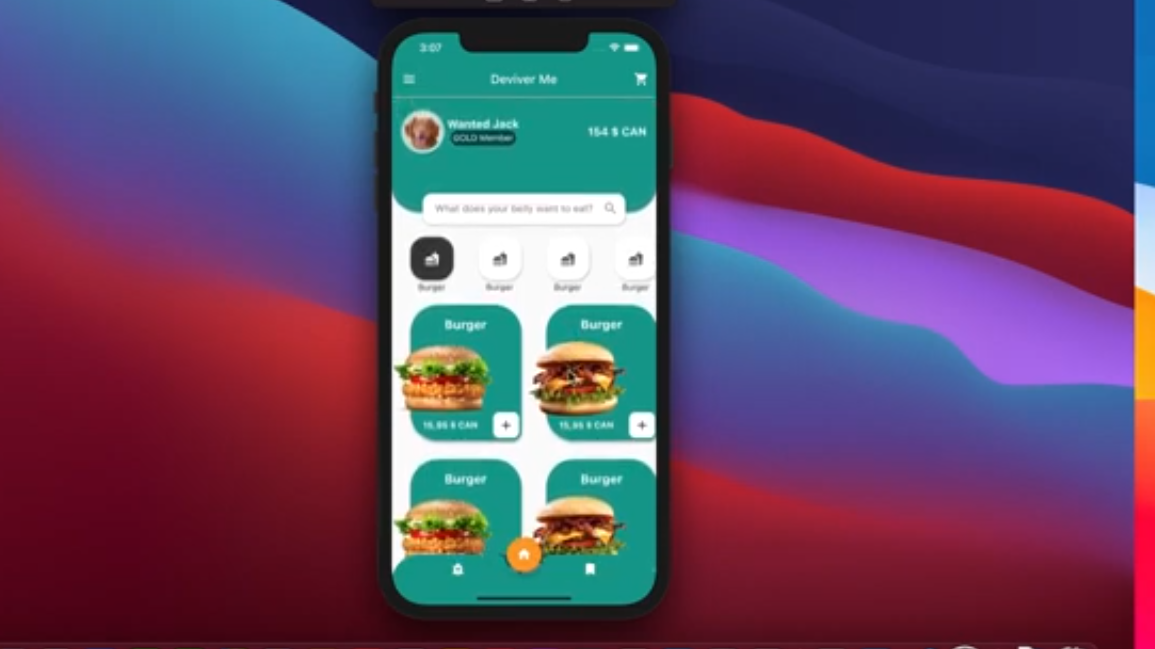 3:07
Deviver Me
Wanted Jack
GOLD Member
154 $ CAN
What does your belly want to eat?
Burger
Burger
Burger
Burger
Burger
Burger
15,95 $ CAN
15,95 $ CAN
Burger
Burger